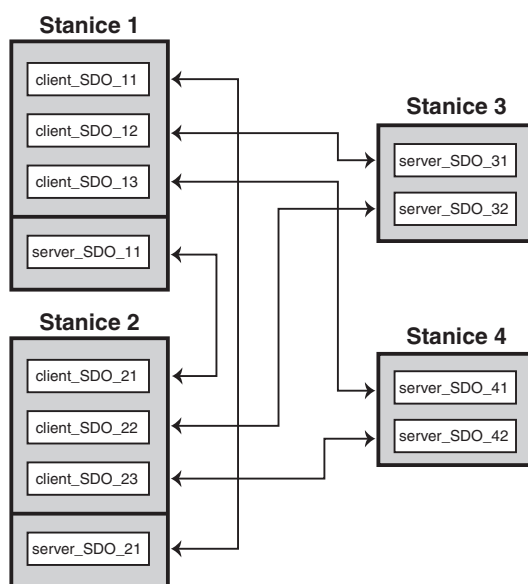 Stanice 1
client_SDO_11
client_SDO_12
client_SDO_13
server_SDO_11
Stanice 2
client_SDO_21
client_SDO_22
client_SDO_23
server_SDO_21
Stanice 3
server_SDO_31
server_SDO_32
Stanice 4
server_SDO_41
server_SDO_42